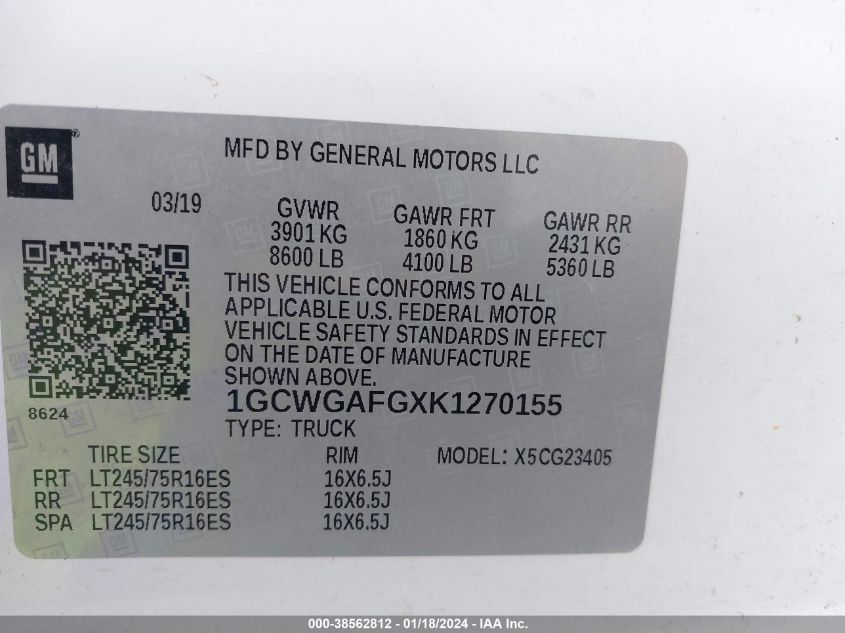 GM
MFD BY GENERAL MOTORS LLC
03/19
GVWR GAWR FRT GAWR RR
3901 KG 1860 KG 2431 KG
8600 LB 4100 LB 5360 LB
THIS VEHICLE CONFORMS TO ALL
APPLICABLE U.S. FEDERAL MOTOR
VEHICLE SAFETY STANDARDS IN EFFECT
ON THE DATE OF MANUFACTURE
SHOWN ABOVE.
8624
1GCWGAFGXK1270155
TYPE: TRUCK
TIRE SIZE RIM MODEL: X5CG23405
FRT LT245/75R16ES 16X6.5J
RR LT245/75R16ES 16X6.5J
SPA LT245/75R16ES 16X6.5J
000-38562812 - 01/18/2024 - IAA Inc.